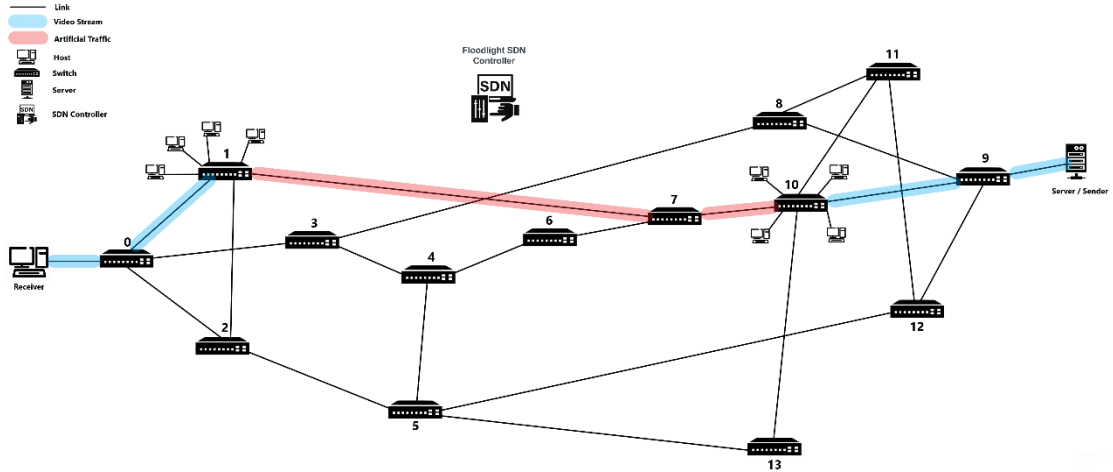 Link
Video Stream
Artificial Traffic
Host
Switch
Server
SDN
SDN Controller
Floodlight SDN
Controller
SDN
11
8
1
9
Server / Sender
10
7
3
6
0
4
Receiver
12
2
5
13